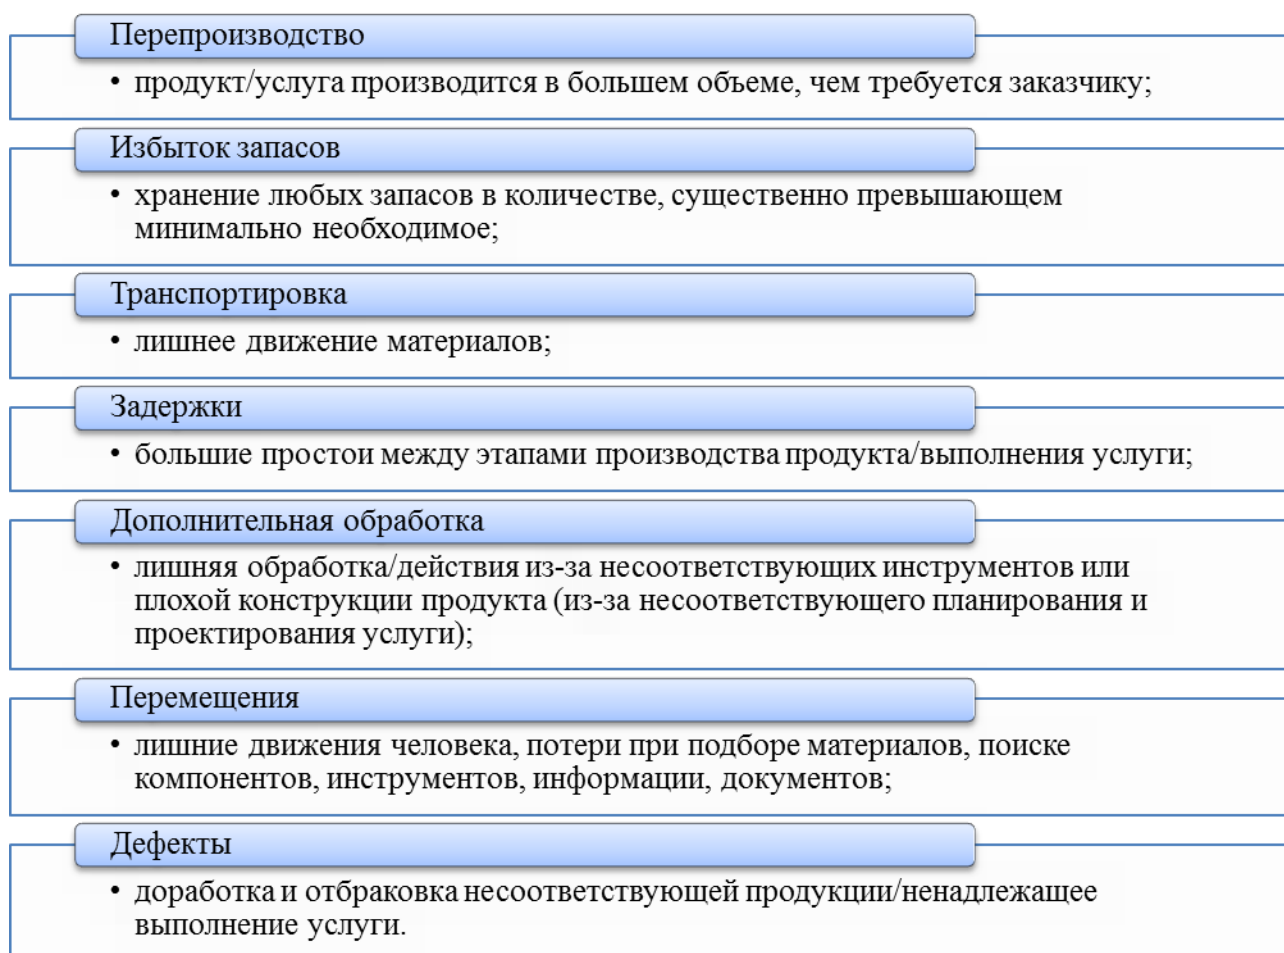 Перепроизводство
• продукт/услуга производится в большем объеме, чем требуется заказчику;
Избыток запасов
• хранение любых запасов в количестве, существенно превышающем
минимально необходимое;
Транспортировка
• лишнее движение материалов;
Задержки
• большие простои между этапами производства продукта/выполнения услуги;
Дополнительная обработка
• лишняя обработка/действия из-за несоответствующих инструментов или
плохой конструкции продукта (из-за несоответствующего планирования и
проектирования услуги);
Перемещения
• лишние движения человека, потери при подборе материалов, поиске
компонентов, инструментов, информации, документов;
Дефекты
• доработка и отбраковка несоответствующей продукции/ненадлежащее
выполнение услуги.